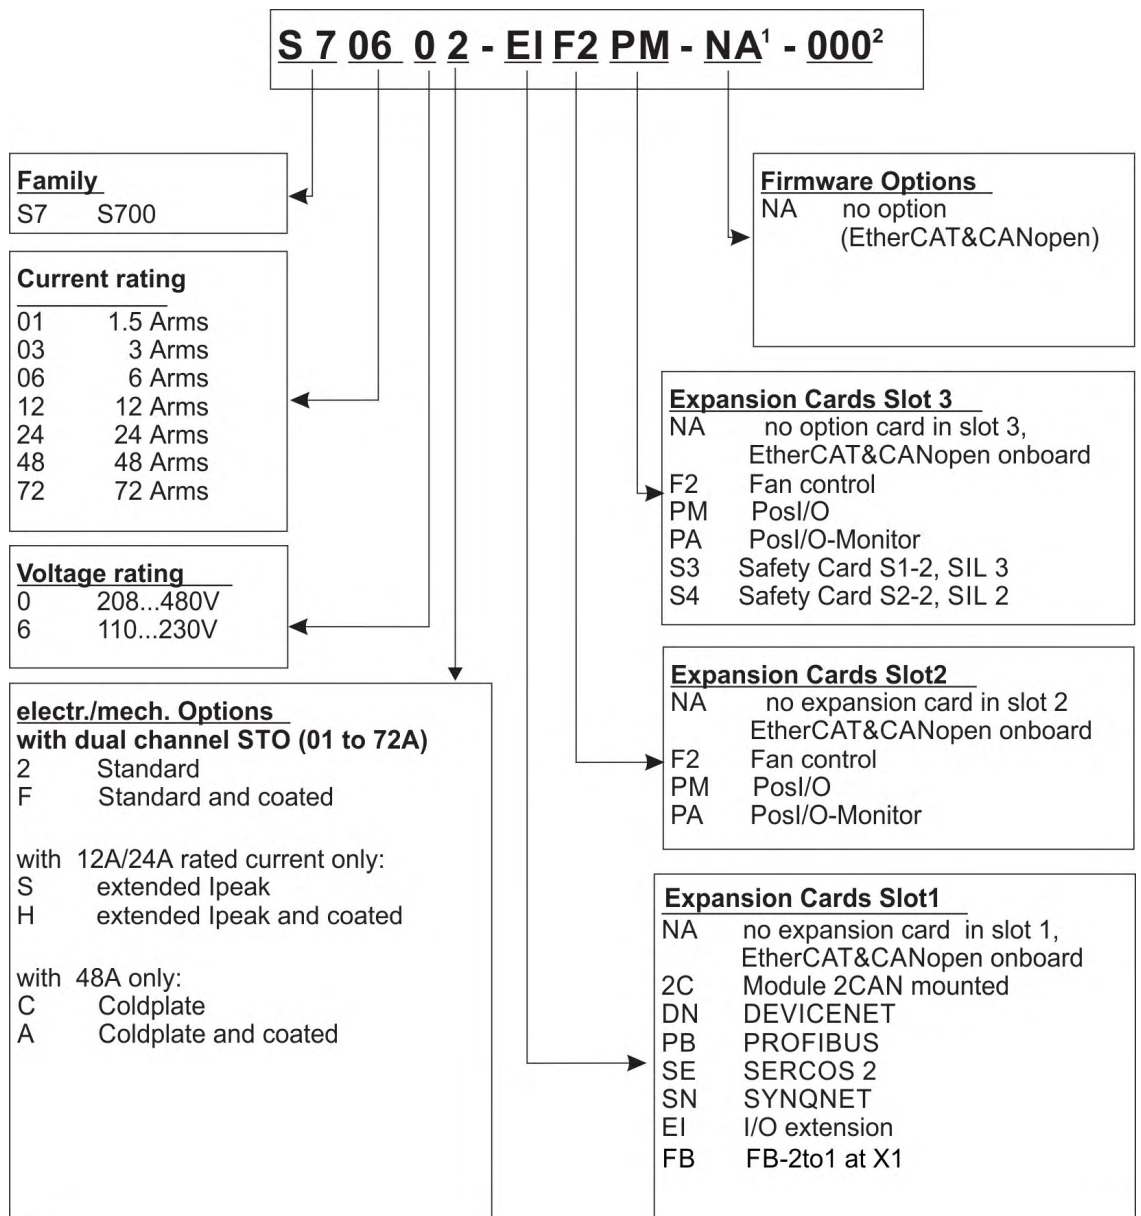 S 7 06 0 2 - EI F2 PM - NA¹ - 000²
Family
S7 S700
Current rating
01 1.5 Arms
03 3 Arms
06 6 Arms
12 12 Arms
24 24 Arms
48 48 Arms
72 72 Arms
Voltage rating
0 208...480V
6 110...230V
electr./mech. Options
with dual channel STO (01 to 72A)
2 Standard
F Standard and coated
with 12A/24A rated current only:
S extended Ipeak
H extended Ipeak and coated
with 48A only:
C Coldplate
A Coldplate and coated
Firmware Options
NA no option
(EtherCAT&CANopen)
Expansion Cards Slot 3
NA no option card in slot 3,
EtherCAT&CANopen onboard
F2 Fan control
PM PosI/O
PA PosI/O-Monitor
S3 Safety Card S1-2, SIL 3
S4 Safety Card S2-2, SIL 2
Expansion Cards Slot2
NA no expansion card in slot 2
EtherCAT&CANopen onboard
F2 Fan control
PM PosI/O
PA PosI/O-Monitor
Expansion Cards Slot1
NA no expansion card in slot 1,
EtherCAT&CANopen onboard
2C Module 2CAN mounted
DN DEVICENET
PB PROFIBUS
SE SERCOS 2
SN SYNQNET
EI I/O extension
FB FB-2to1 at X1